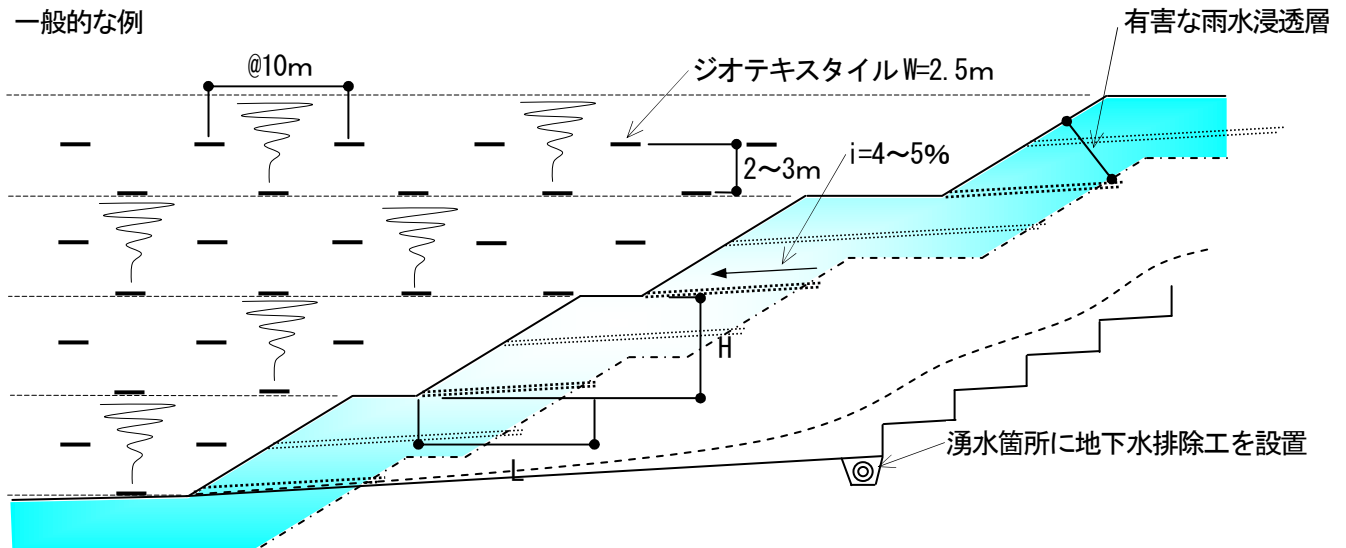 一般的な例
有害な雨水浸透層
@10m
ジオテキスタイル W=2.5m
i=4~5%
2~3m
H
L
湧水箇所に地下水排除工を設置